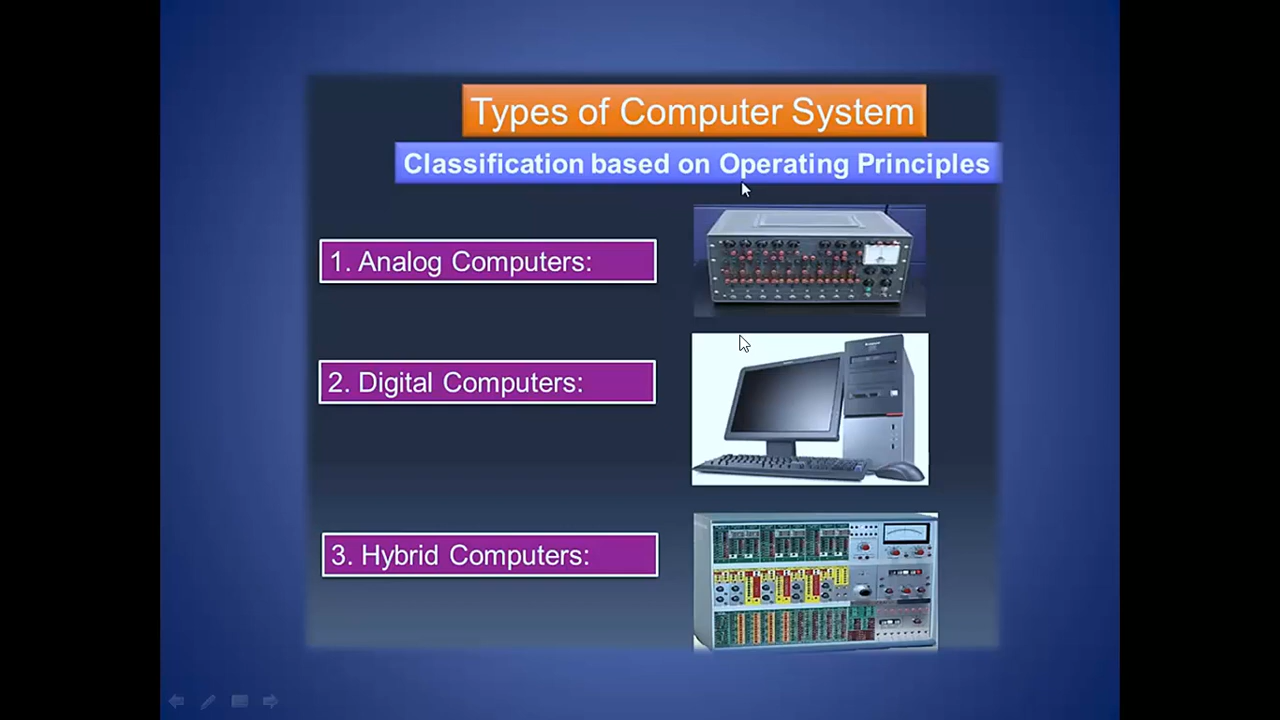 Types of Computer System
Classification based on Operating Principles
1. Analog Computers:
2. Digital Computers:
3. Hybrid Computers: